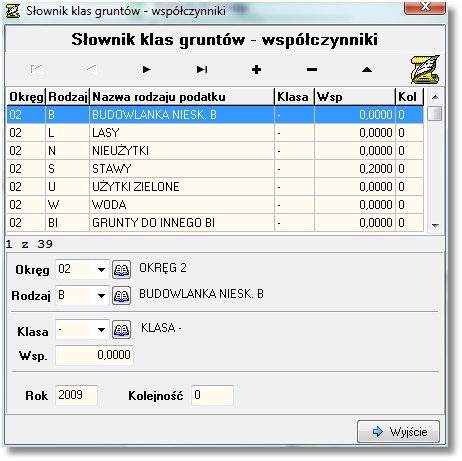 Słownik klas gruntów - współczynniki
Słownik klas gruntów - współczynniki
Okręg Rodzaj Nazwa rodzaju podatku Klasa Wsp Kol
02 B BUDOWLANKA NIESK. B - 0,0000 0
02 L LASY - 0,0000 0
02 N NIEUŻYTKI - 0,0000 0
02 S STAWY - 0,2000 0
02 U UŻYTKI ZIELONE - 0,0000 0
02 W WODA - 0,0000 0
02 BI GRUNTY DO INNEGO BI - 0,0000 0
1 z 39
Okręg 02 OKRĘG 2
Rodzaj B BUDOWLANKA NIESK. B
Klasa - KLASA -
Wsp. 0,0000
Rok 2009 Kolejność 0
Wyjście